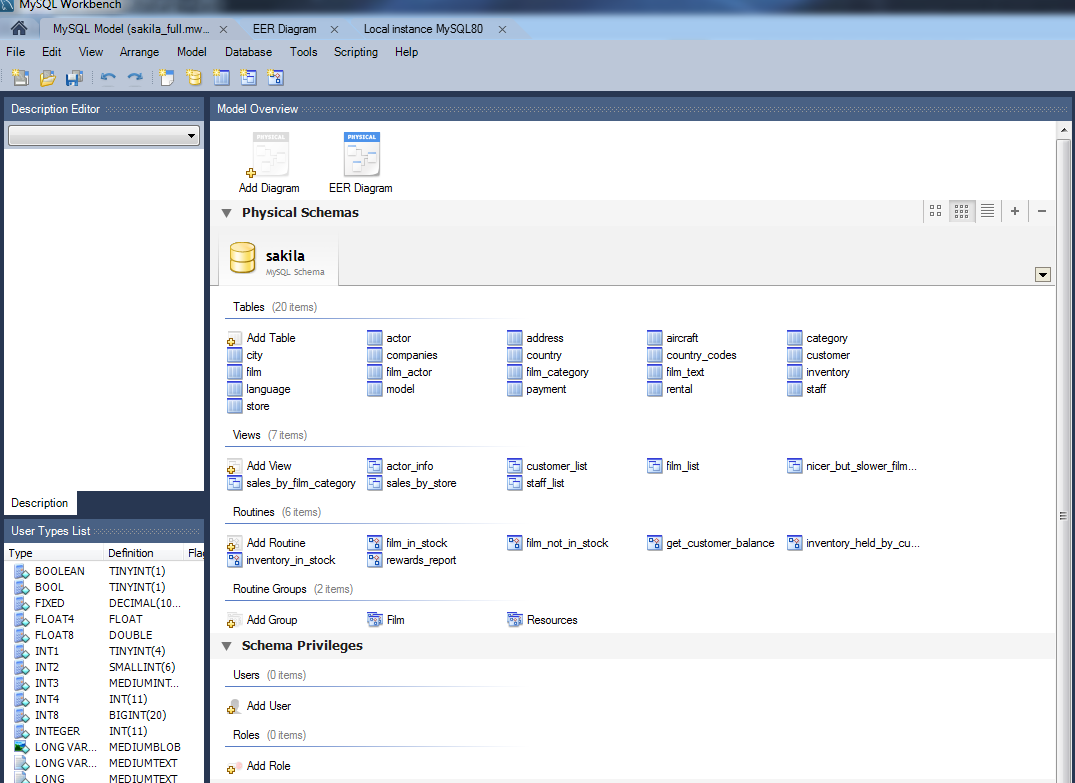 MySQL Workbench
MySQL Model (sakila_full.mw... × EER Diagram × Local instance MySQL80 ×
File Edit View Arrange Model Database Tools Scripting Help
Description Editor
Description
User Types List
Type Definition Flag
BOOLEAN TINYINT(1)
BOOL TINYINT(1)
FIXED DECIMAL(10...
FLOAT4 FLOAT
FLOAT8 DOUBLE
INT1 TINYINT(4)
INT2 SMALLINT(6)
INT3 MEDIUMINT...
INT4 INT(11)
INT8 BIGINT(20)
INTEGER INT(11)
LONG VAR... MEDIUMBLOB
LONG VAR... MEDIUMTEXT
LONG MEDIUMTEXT
Model Overview
PHYSICAL PHYSICAL
Add Diagram EER Diagram
Physical Schemas
sakila
MySQL Schema
Tables (20 items)
Add Table actor address aircraft category
city companies country country_codes customer
film film_actor film_category film_text inventory
language model payment rental staff
store
Views (7 items)
Add View actor_info customer_list film_list nicer_but_slower_film...
sales_by_film_category sales_by_store staff_list
Routines (6 items)
Add Routine film_in_stock film_not_in_stock get_customer_balance inventory_held_by_cu...
inventory_in_stock rewards_report
Routine Groups (2 items)
Add Group Film Resources
Schema Privileges
Users (0 items)
Add User
Roles (0 items)
Add Role